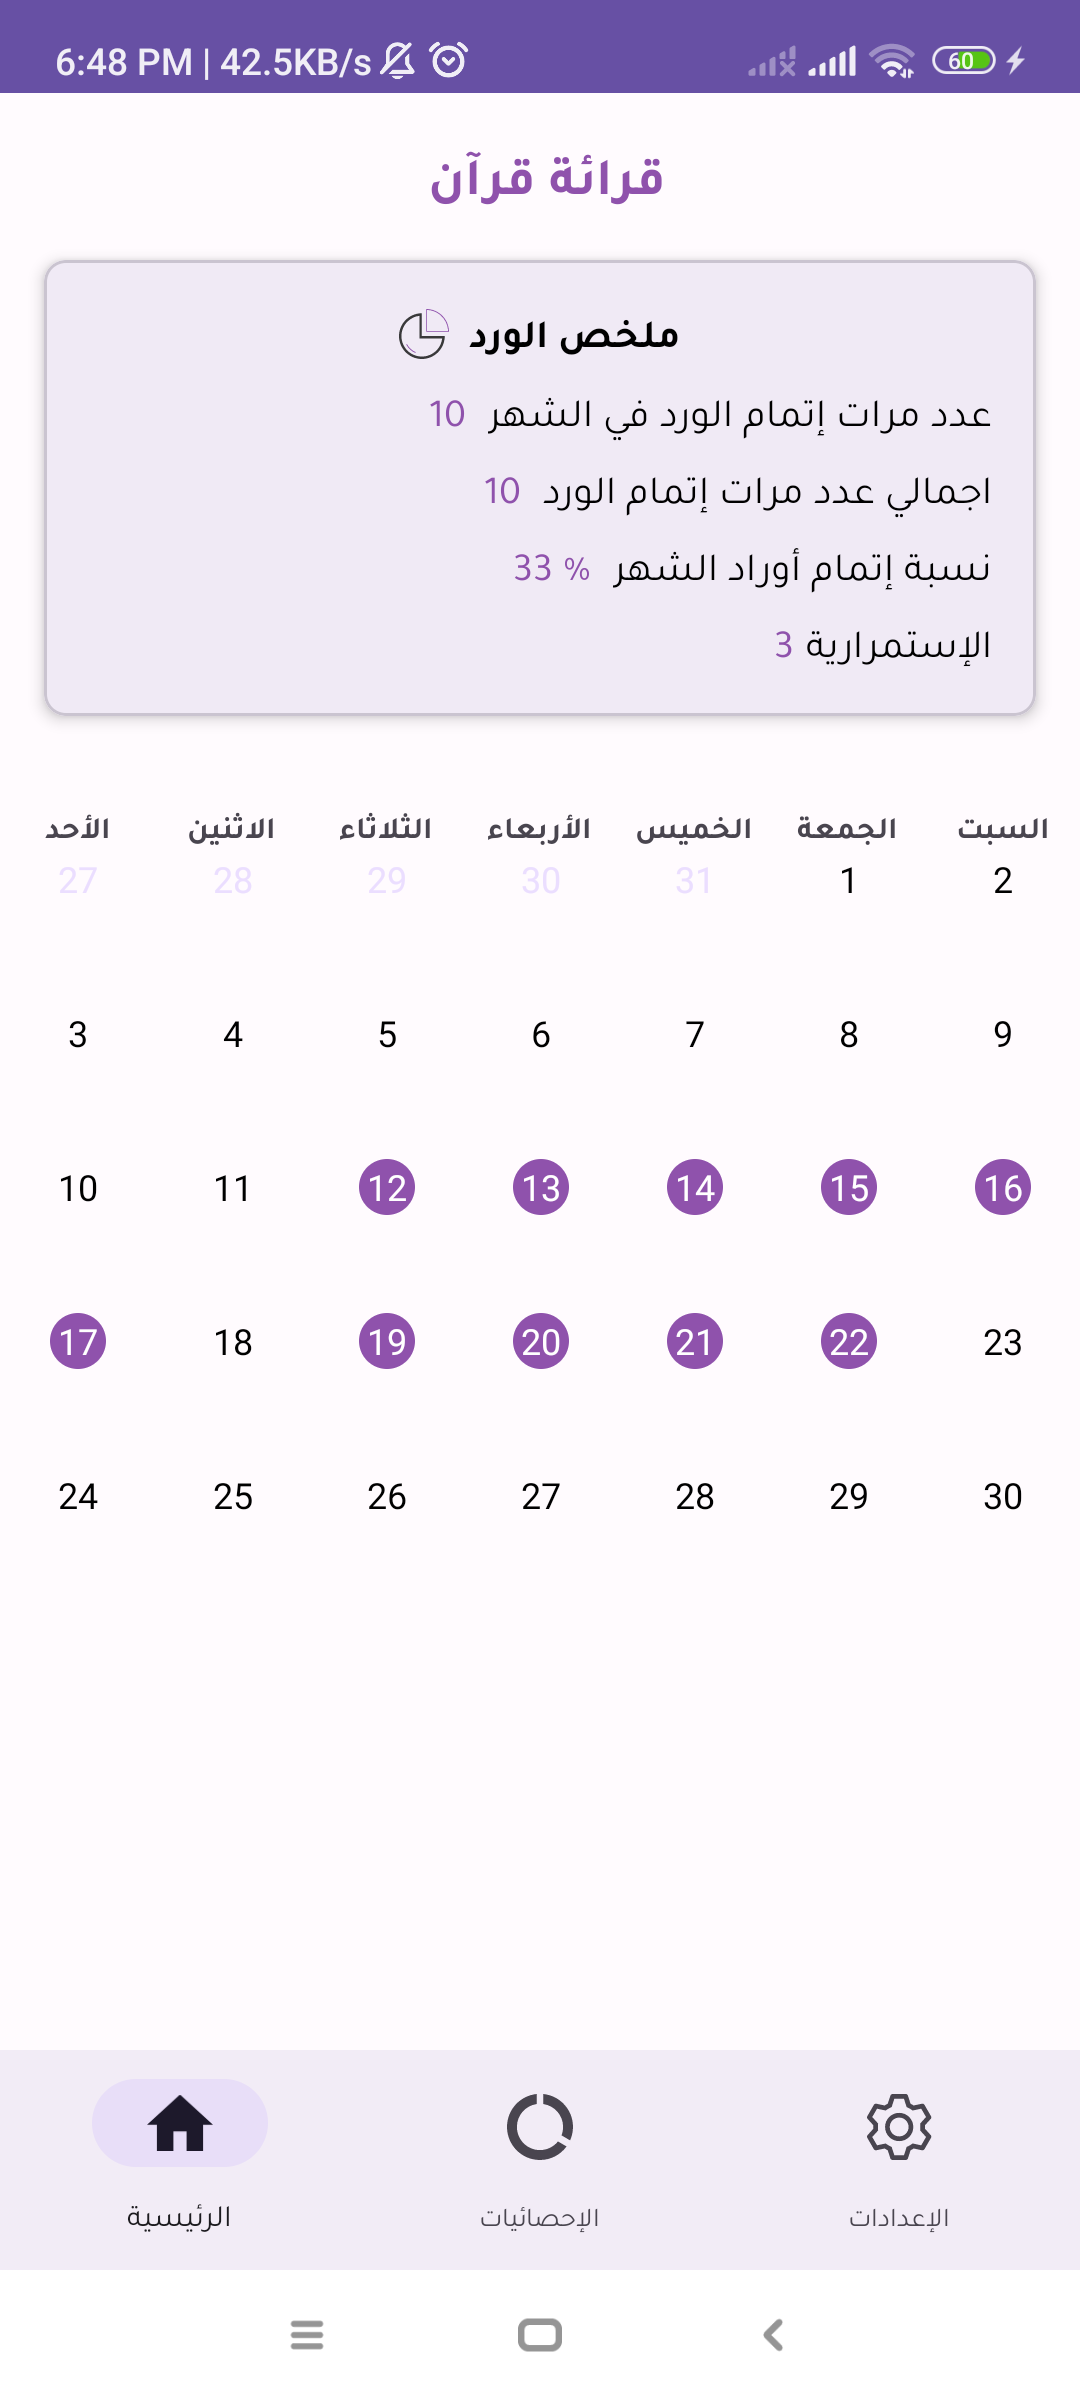 6:48 PM | 42.5KB/s 60
قرائة قرآن
ملخص الورد
عدد مرات إتمام الورد في الشهر 10
اجمالي عدد مرات إتمام الورد 10
نسبة إتمام أوراد الشهر 33 %
الإستمرارية 3
الأحد الاثنين الثلاثاء الأربعاء الخميس الجمعة السبت
27 28 29 30 31 1 2
3 4 5 6 7 8 9
10 11 12 13 14 15 16
17 18 19 20 21 22 23
24 25 26 27 28 29 30
الرئيسية الإحصائيات الإعدادات